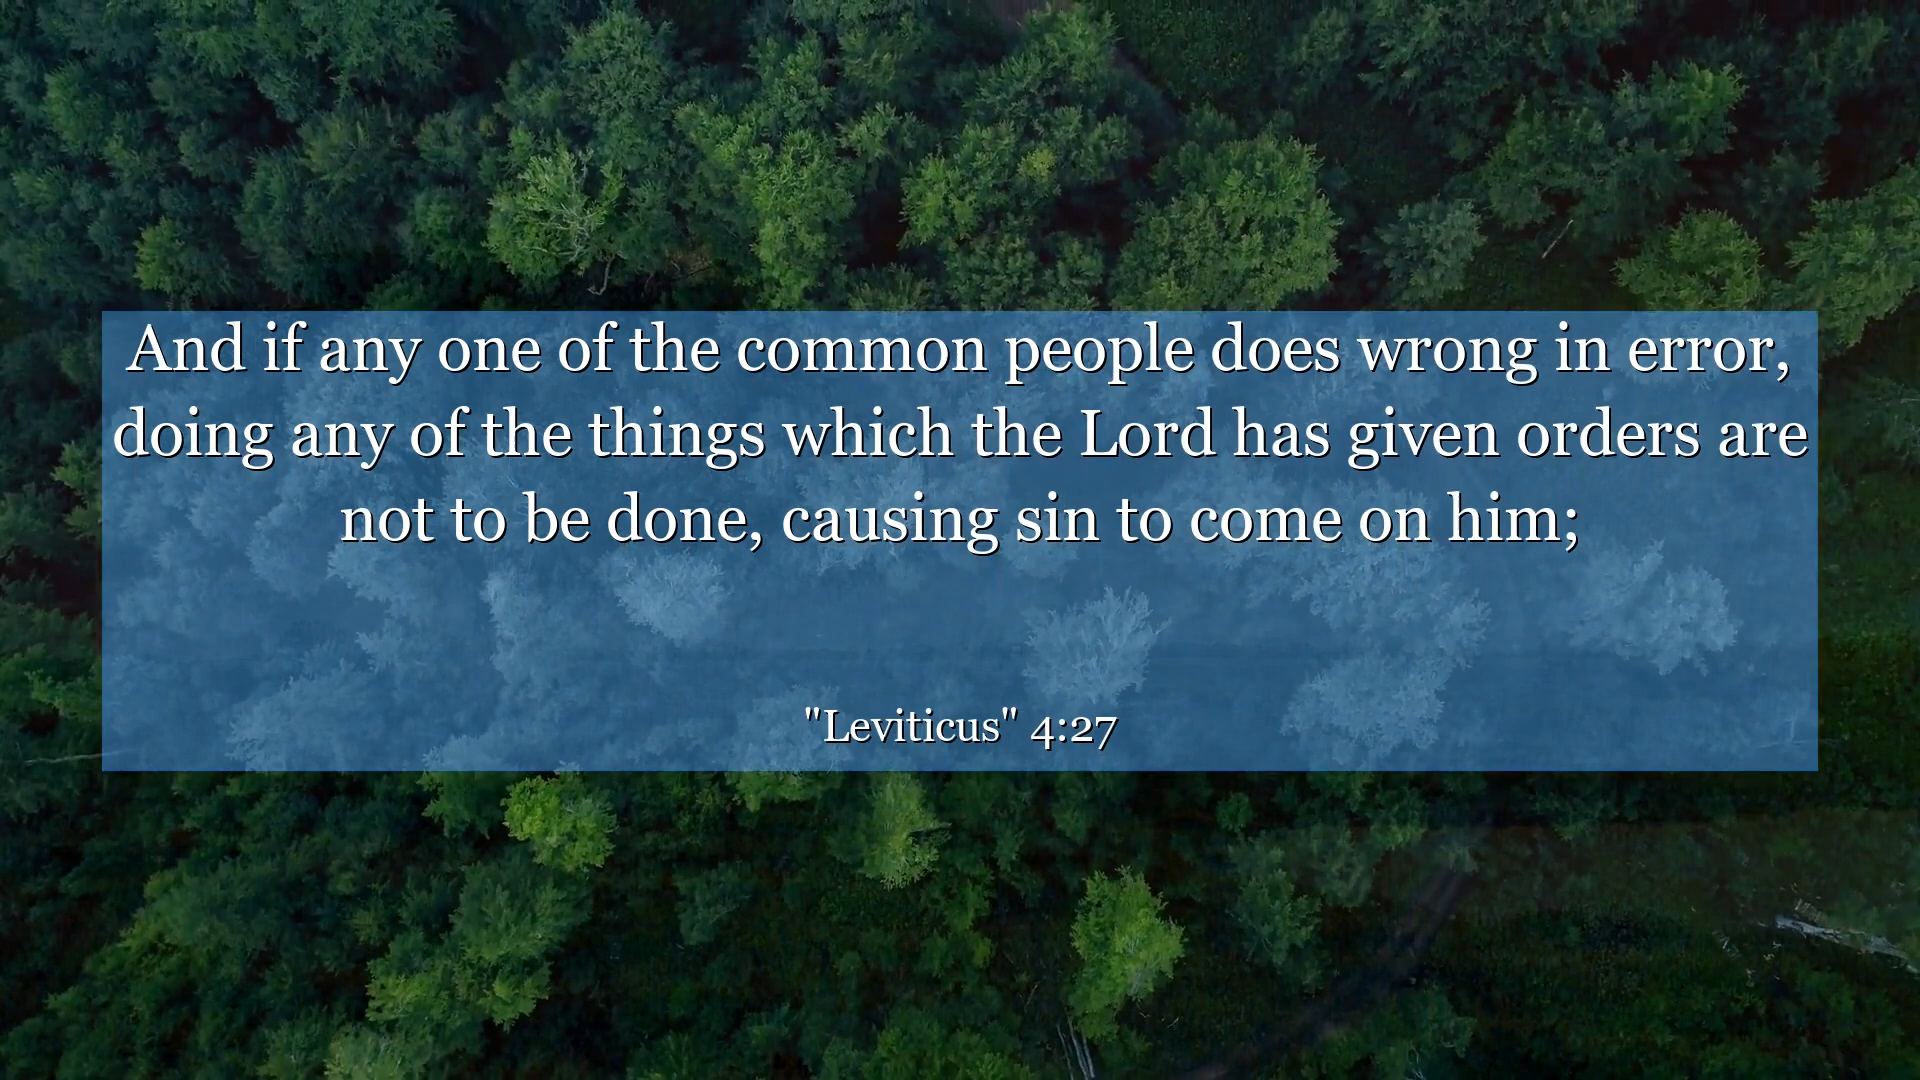 And if any one of the common people does wrong in error,
doing any of the things which the Lord has given orders are
not to be done, causing sin to come on him;
"Leviticus" 4:27